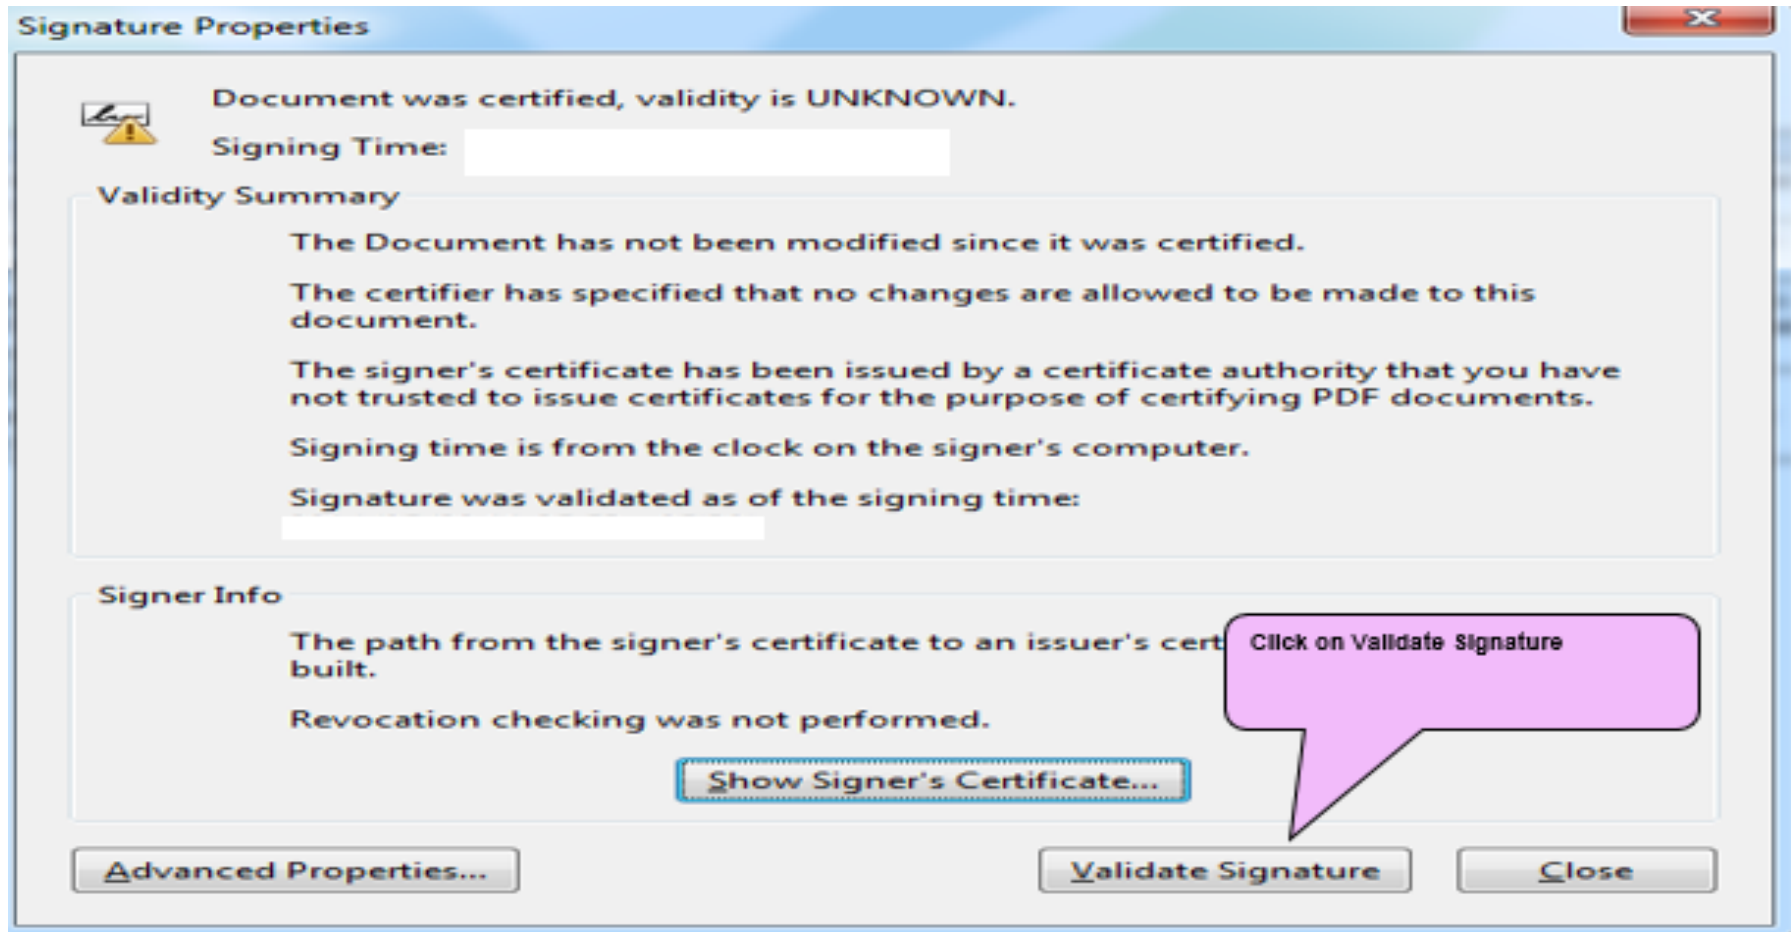 Signature Properties
Document was certified, validity is UNKNOWN.
Signing Time:
Validity Summary
The Document has not been modified since it was certified.
The certifier has specified that no changes are allowed to be made to this
document.
The signer's certificate has been issued by a certificate authority that you have
not trusted to issue certificates for the purpose of certifying PDF documents.
Signing time is from the clock on the signer's computer.
Signature was validated as of the signing time:
Signer Info
The path from the signer's certificate to an issuer's cert
built.
Click on Validate Signature
Revocation checking was not performed.
Show Signer's Certificate...
Advanced Properties...
Validate Signature
Close